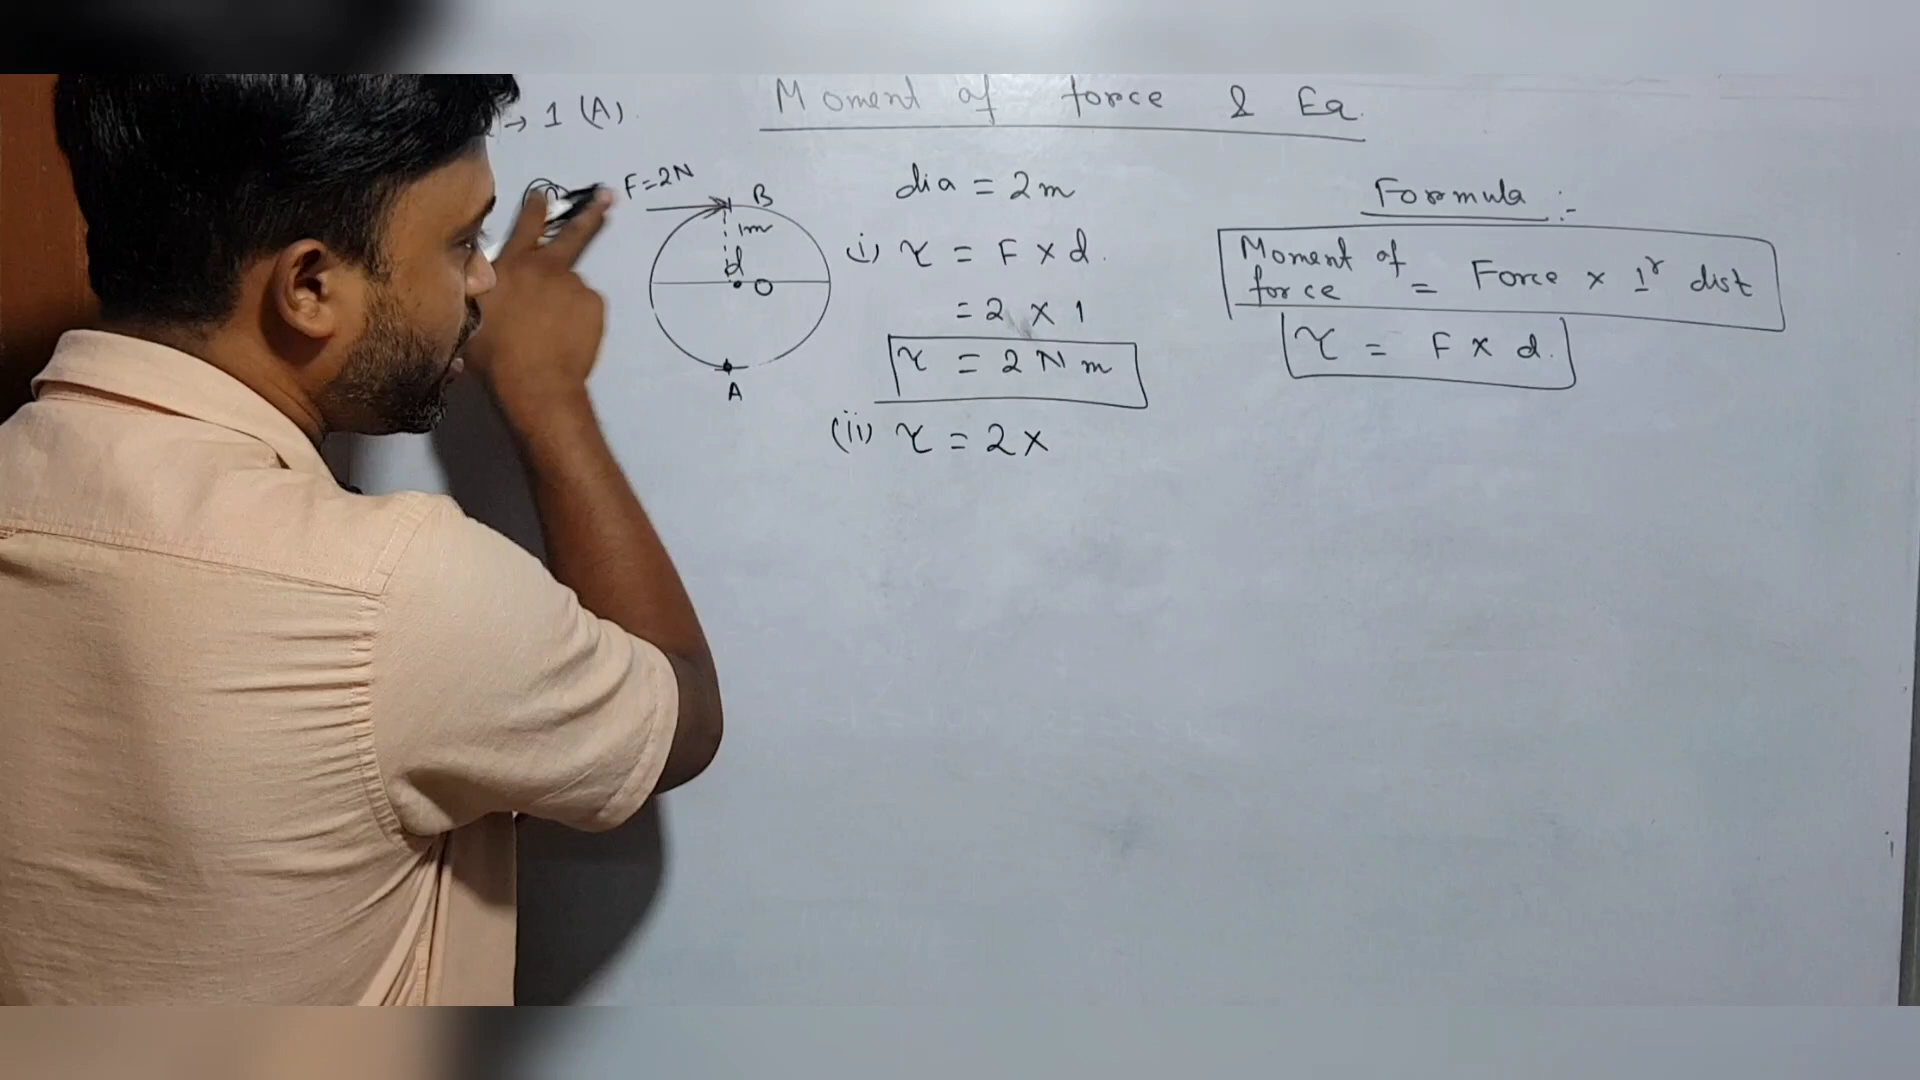 Moment of force & Eq.
→ 1 (A).
F=2N
B
1m
d
O
A
dia = 2m
(i) τ = F x d.
= 2 x 1
τ = 2 N m
(ii) τ = 2 x
Formula :-
Moment of force = Force x ⊥r dist
τ = F x d.